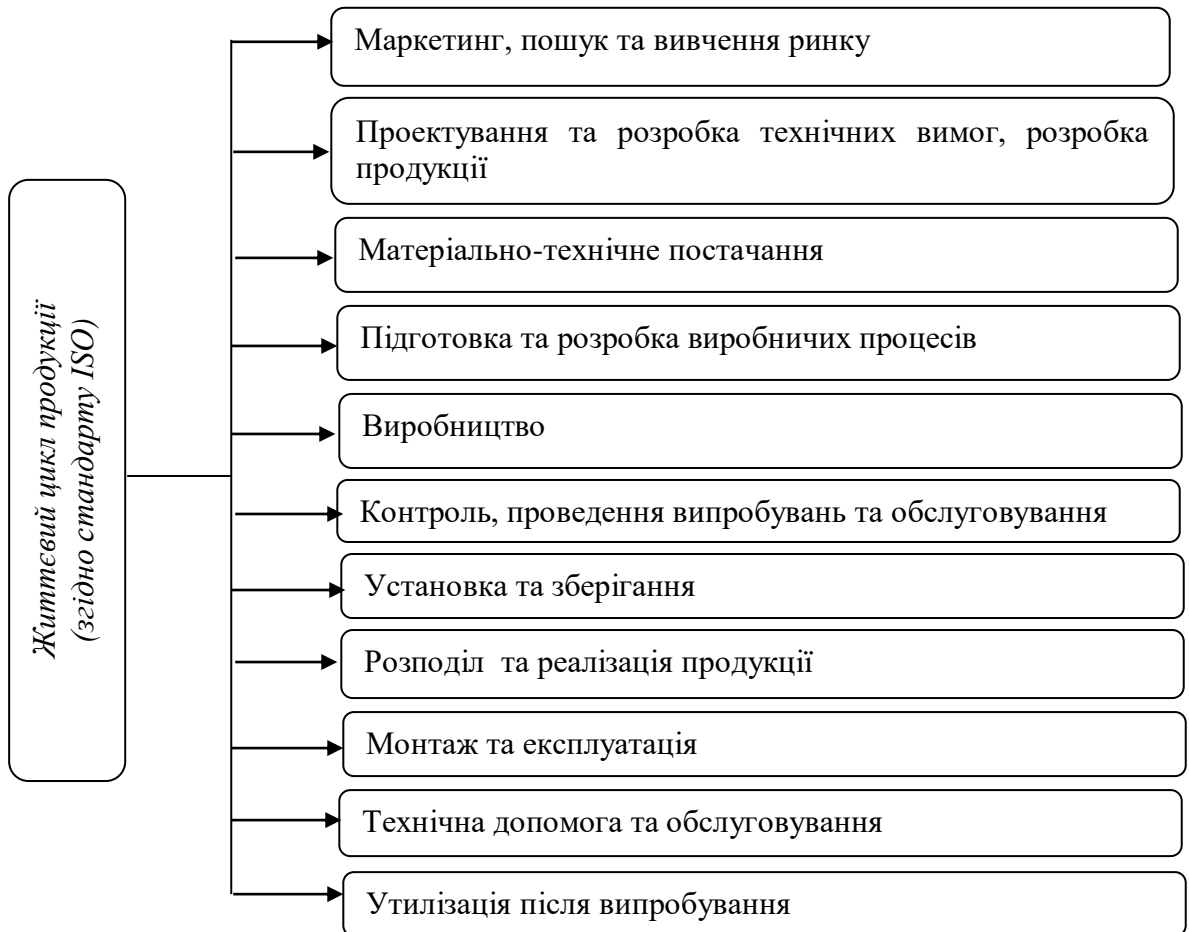 Життєвий цикл продукції
(згідно стандарту ISO)
Маркетинг, пошук та вивчення ринку
Проектування та розробка технічних вимог, розробка
продукції
Матеріально-технічне постачання
Підготовка та розробка виробничих процесів
Виробництво
Контроль, проведення випробувань та обслуговування
Установка та зберігання
Розподіл та реалізація продукції
Монтаж та експлуатація
Технічна допомога та обслуговування
Утилізація після випробування